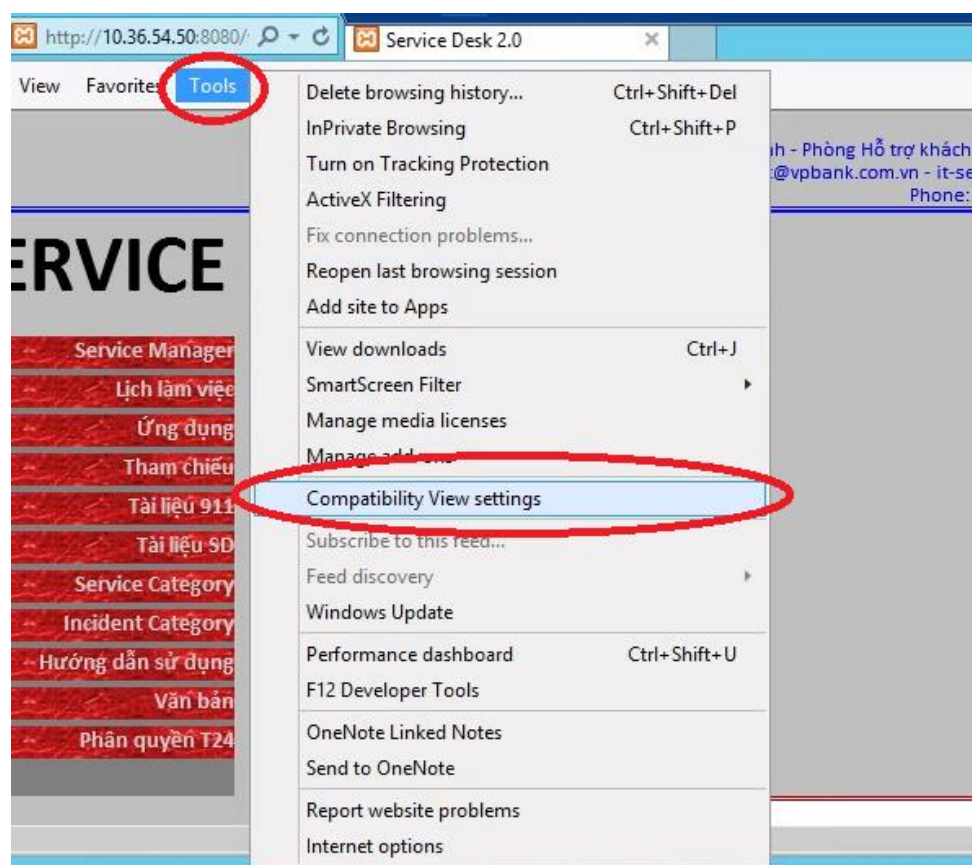 http://10.36.54.50:8080/
Service Desk 2.0
View Favorites Tools
Delete browsing history... Ctrl+Shift+Del
InPrivate Browsing Ctrl+Shift+P
Turn on Tracking Protection
ActiveX Filtering
Fix connection problems...
Reopen last browsing session
Add site to Apps
View downloads Ctrl+J
SmartScreen Filter
Manage media licenses
Manage add-ons
Compatibility View settings
Subscribe to this feed...
Feed discovery
Windows Update
Performance dashboard Ctrl+Shift+U
F12 Developer Tools
OneNote Linked Notes
Send to OneNote
Report website problems
Internet options
- Phòng Hỗ trợ khách
@vpbank.com.vn - it-se
Phone:
ERVICE
Service Manager
Lịch làm việc
Ứng dụng
Tham chiếu
Tài liệu 911
Tài liệu SD
Service Category
Incident Category
Hướng dẫn sử dụng
Văn bản
Phân quyền T24